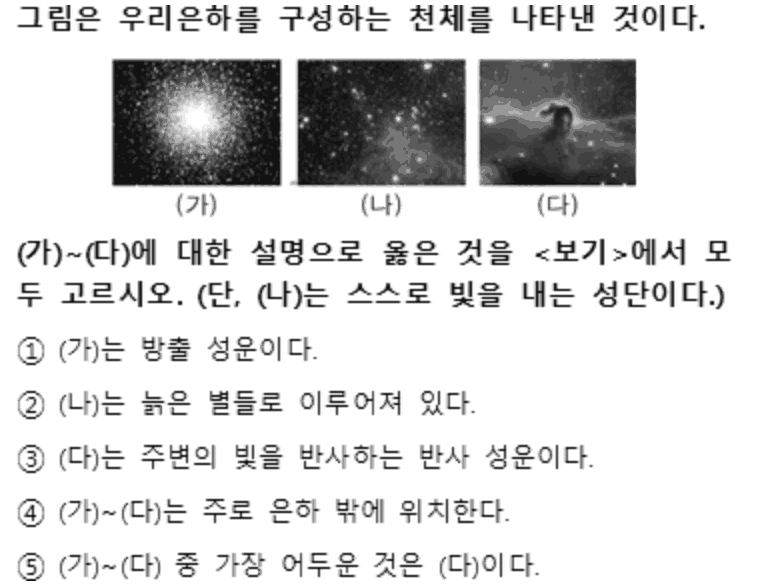 그림은 우리은하를 구성하는 천체를 나타낸 것이다.
(가) (나) (다)
(가)~(다)에 대한 설명으로 옳은 것을 <보기>에서 모
두 고르시오. (단, (나)는 스스로 빛을 내는 성단이다.)
① (가)는 방출 성운이다.
② (나)는 늙은 별들로 이루어져 있다.
③ (다)는 주변의 빛을 반사하는 반사 성운이다.
④ (가)~(다)는 주로 은하 밖에 위치한다.
⑤ (가)~(다) 중 가장 어두운 것은 (다)이다.